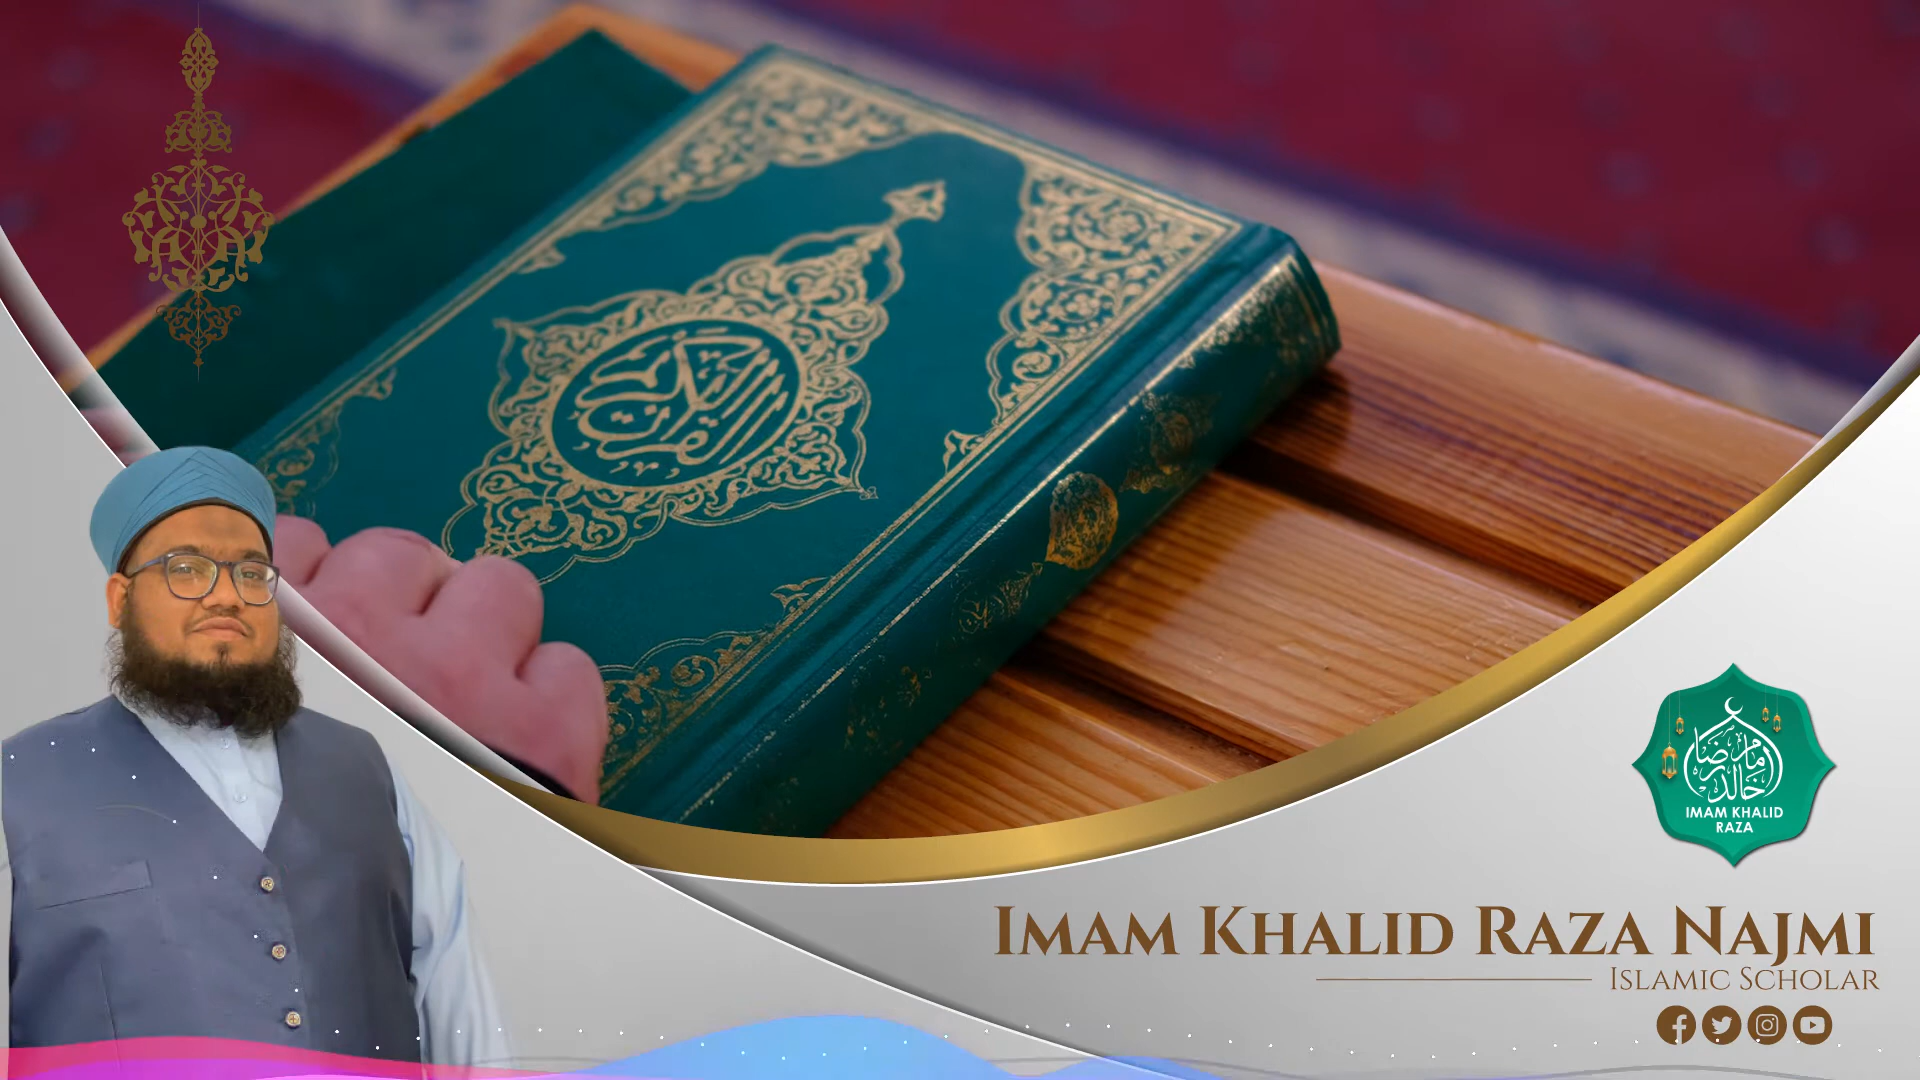 القرآن الكريم
امام
خالد رضا
IMAM KHALID
RAZA
IMAM KHALID RAZA NAJMI
ISLAMIC SCHOLAR